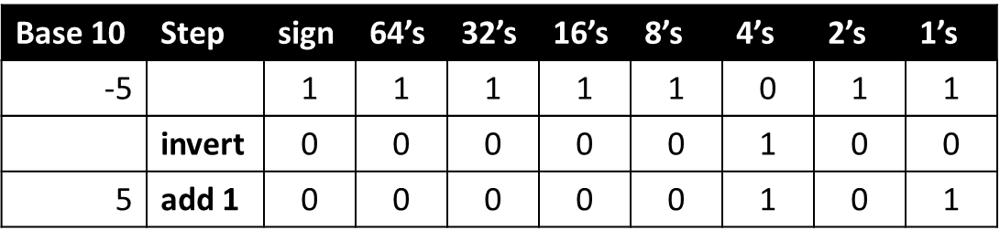 Base 10 Step sign 64’s 32’s 16’s 8’s 4’s 2’s 1’s
-5 1 1 1 1 1 0 1 1
invert 0 0 0 0 0 1 0 0
5 add 1 0 0 0 0 0 1 0 1